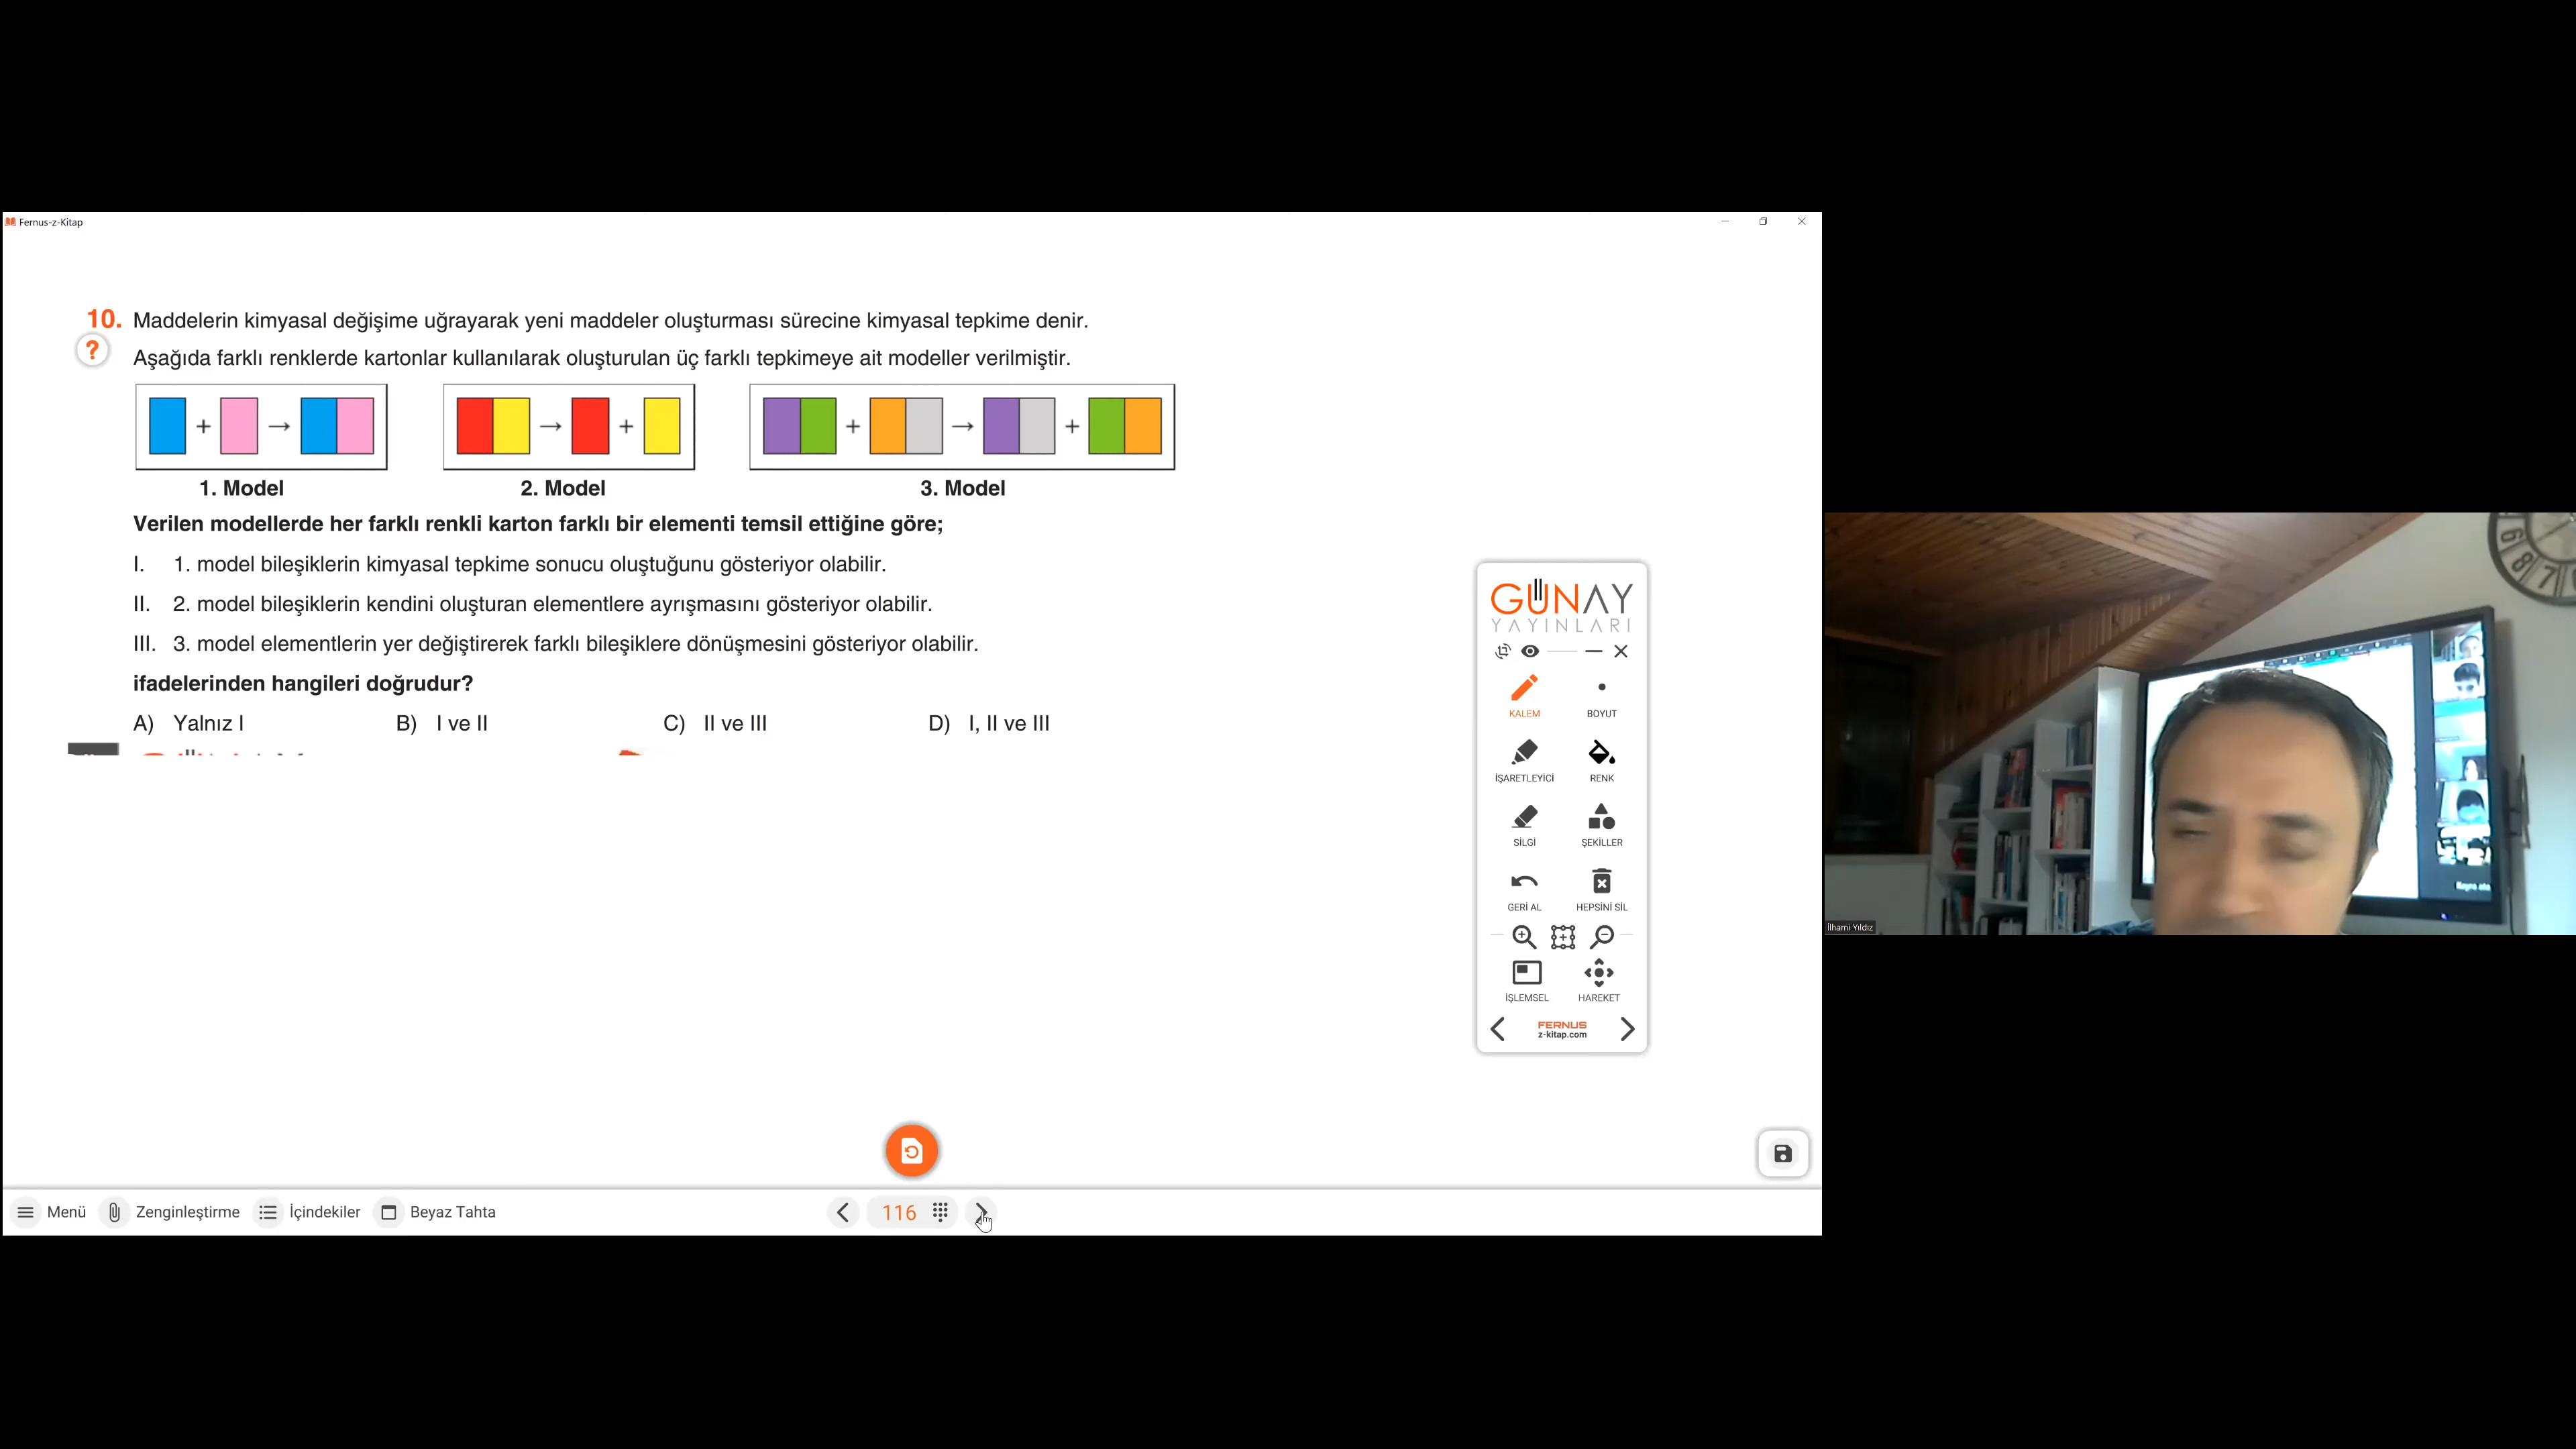 Fernus-z-Kitap
10. Maddelerin kimyasal değişime uğrayarak yeni maddeler oluşturması sürecine kimyasal tepkime denir.
?
Aşağıda farklı renklerde kartonlar kullanılarak oluşturulan üç farklı tepkimeye ait modeller verilmiştir.
+ → → + + → +
1. Model 2. Model 3. Model
Verilen modellerde her farklı renkli karton farklı bir elementi temsil ettiğine göre;
I. 1. model bileşiklerin kimyasal tepkime sonucu oluştuğunu gösteriyor olabilir.
II. 2. model bileşiklerin kendini oluşturan elementlere ayrışmasını gösteriyor olabilir.
III. 3. model elementlerin yer değiştirerek farklı bileşiklere dönüşmesini gösteriyor olabilir.
ifadelerinden hangileri doğrudur?
A) Yalnız I B) I ve II C) II ve III D) I, II ve III
GÜNAY
YAYINLARI
KALEM BOYUT
İŞARETLEYİCİ RENK
SİLGİ ŞEKİLLER
GERİ AL HEPSİNİ SİL
İŞLEMSEL HAREKET
FERNUS
z-kitap.com
Menü Zenginleştirme İçindekiler Beyaz Tahta 116
İlhami Yıldız
6 8 7